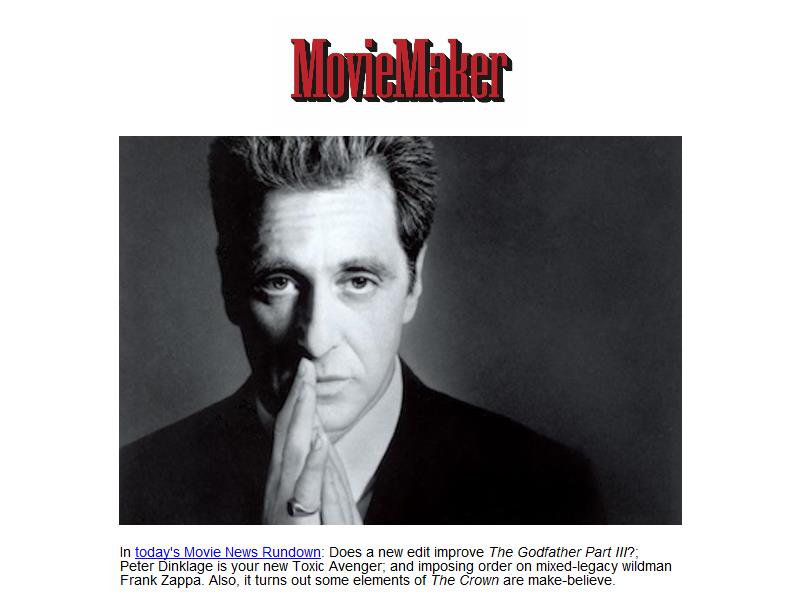 MovieMaker
In today's Movie News Rundown: Does a new edit improve The Godfather Part III?;
Peter Dinklage is your new Toxic Avenger; and imposing order on mixed-legacy wildman
Frank Zappa. Also, it turns out some elements of The Crown are make-believe.